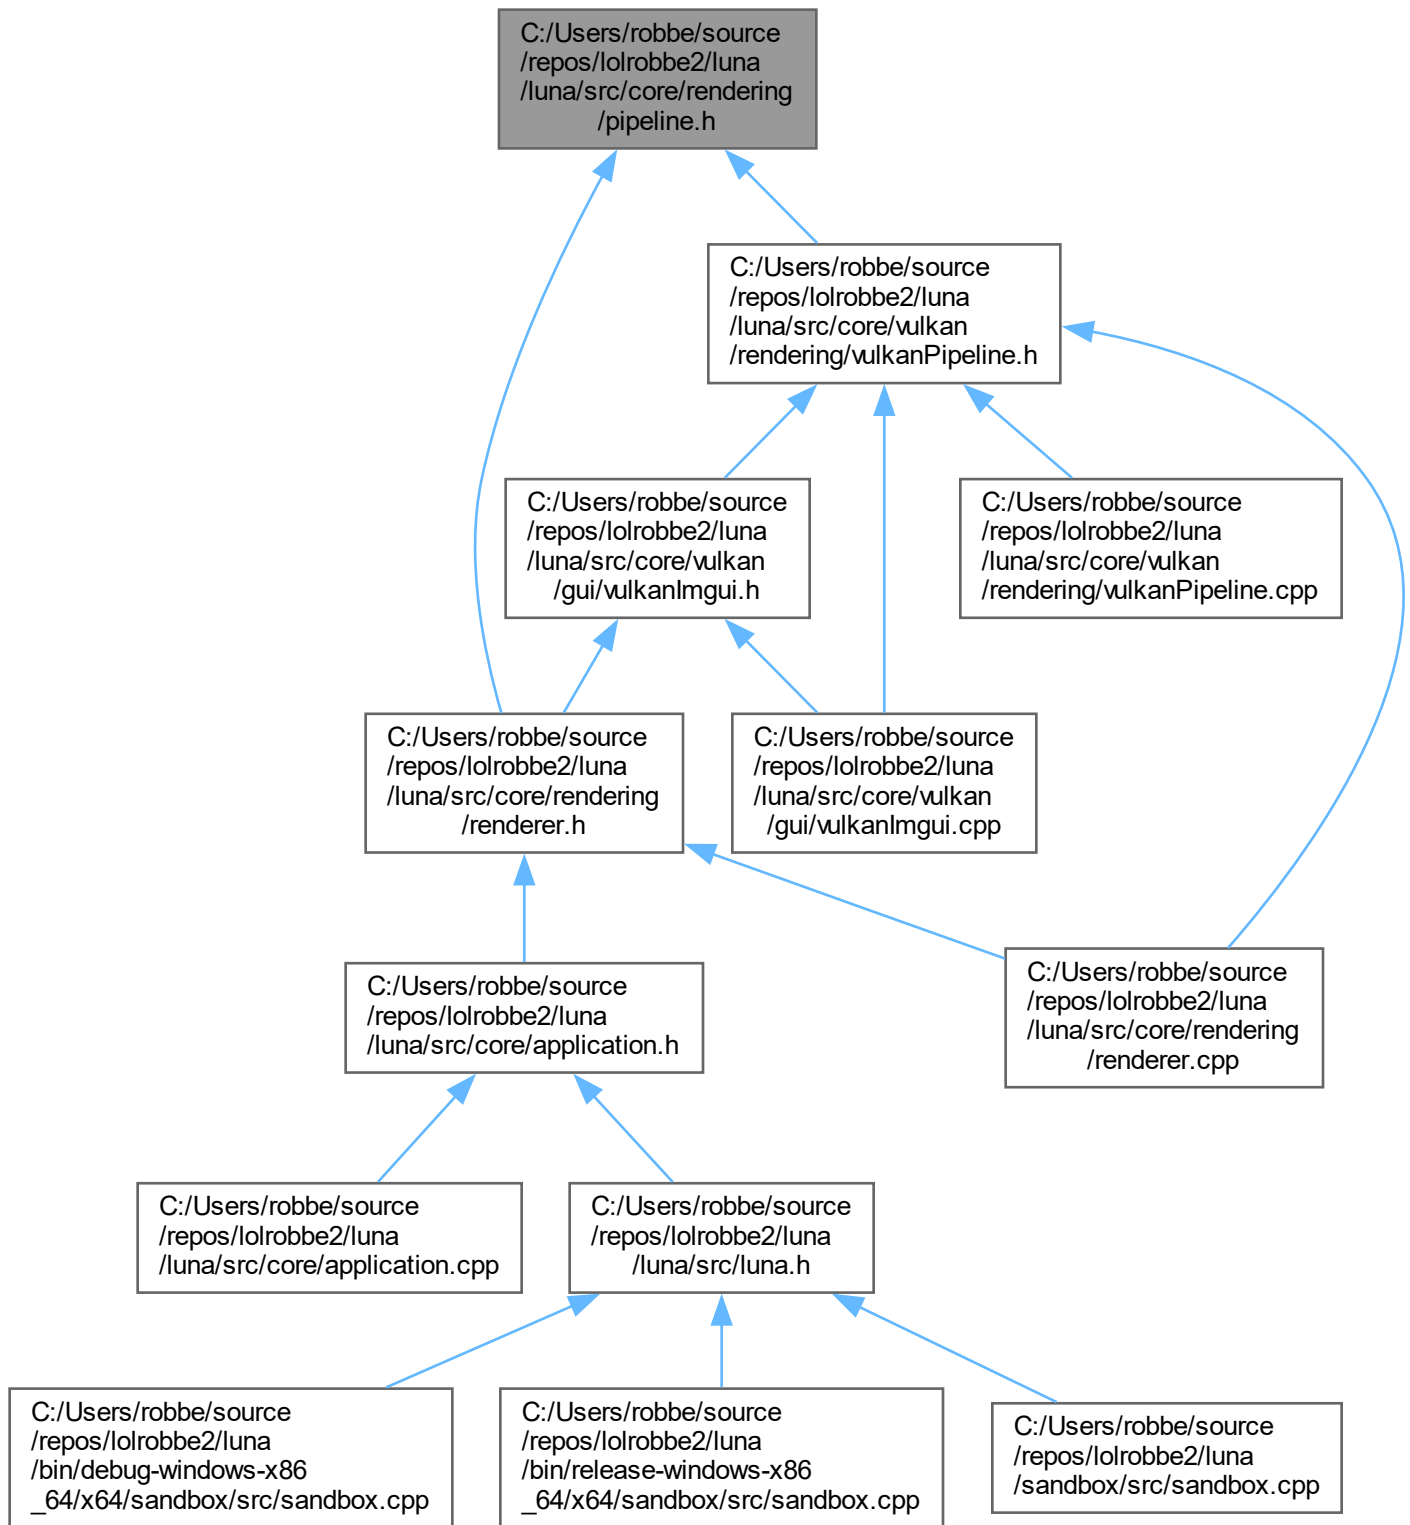 C:/Users/robbe/source
/repos/lolrobbe2/luna
/luna/src/core/rendering
/pipeline.h
C:/Users/robbe/source
/repos/lolrobbe2/luna
/luna/src/core/vulkan
/rendering/vulkanPipeline.h
C:/Users/robbe/source
/repos/lolrobbe2/luna
/luna/src/core/vulkan
/gui/vulkanImgui.h
C:/Users/robbe/source
/repos/lolrobbe2/luna
/luna/src/core/vulkan
/rendering/vulkanPipeline.cpp
C:/Users/robbe/source
/repos/lolrobbe2/luna
/luna/src/core/rendering
/renderer.h
C:/Users/robbe/source
/repos/lolrobbe2/luna
/luna/src/core/vulkan
/gui/vulkanImgui.cpp
C:/Users/robbe/source
/repos/lolrobbe2/luna
/luna/src/core/application.h
C:/Users/robbe/source
/repos/lolrobbe2/luna
/luna/src/core/rendering
/renderer.cpp
C:/Users/robbe/source
/repos/lolrobbe2/luna
/luna/src/core/application.cpp
C:/Users/robbe/source
/repos/lolrobbe2/luna
/luna/src/luna.h
C:/Users/robbe/source
/repos/lolrobbe2/luna
/bin/debug-windows-x86
_64/x64/sandbox/src/sandbox.cpp
C:/Users/robbe/source
/repos/lolrobbe2/luna
/bin/release-windows-x86
_64/x64/sandbox/src/sandbox.cpp
C:/Users/robbe/source
/repos/lolrobbe2/luna
/sandbox/src/sandbox.cpp